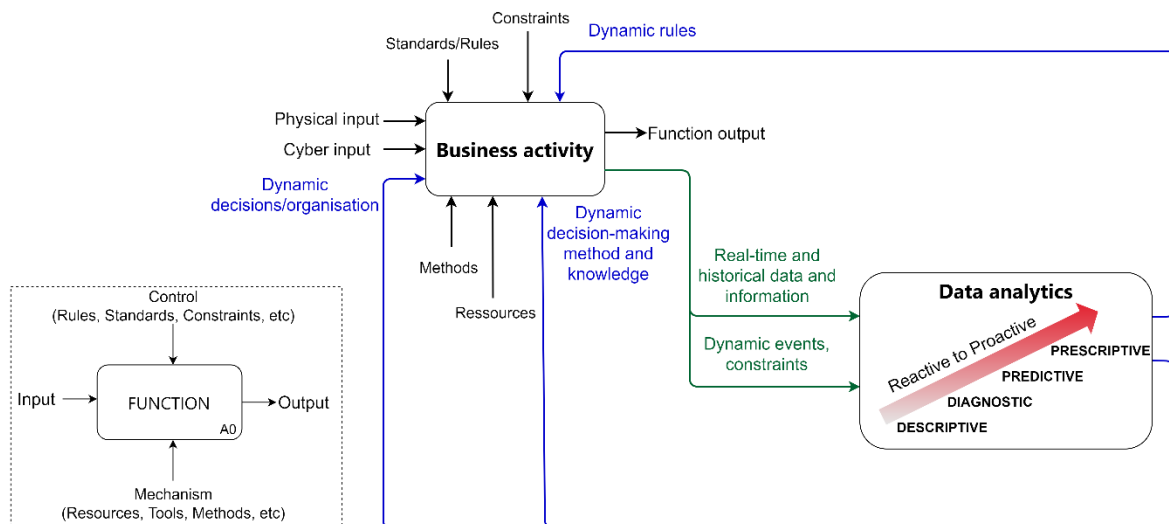 Constraints
Standards/Rules
Dynamic rules
Physical input
Cyber input
Business activity
Function output
Dynamic
decisions/organisation
Dynamic
decision-making
method and
knowledge
Methods
Ressources
Real-time and
historical data and
information
Dynamic events,
constraints
Data analytics
Reactive to Proactive
PRESCRIPTIVE
PREDICTIVE
DIAGNOSTIC
DESCRIPTIVE
Control
(Rules, Standards, Constraints, etc)
Input
FUNCTION
Output
A0
Mechanism
(Resources, Tools, Methods, etc)